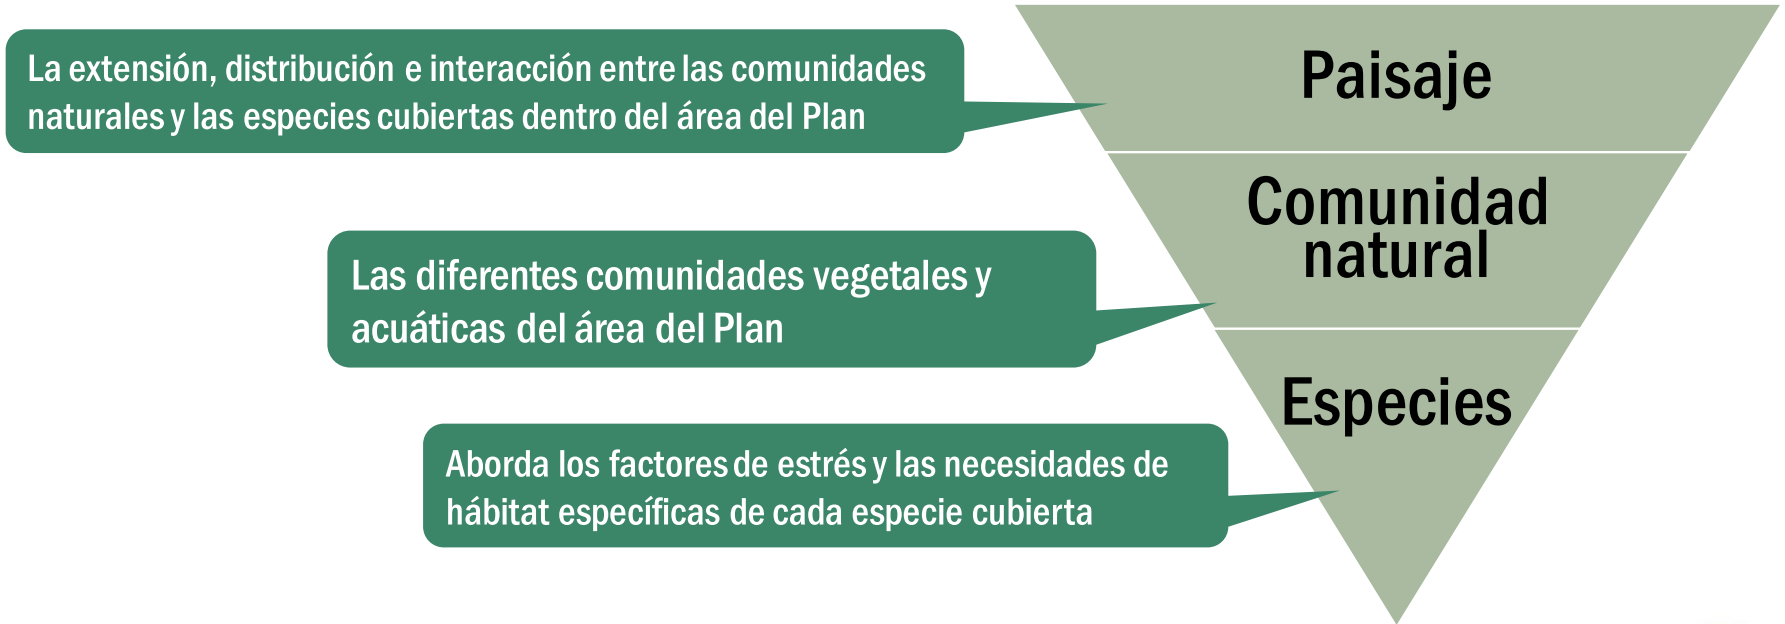 La extensión, distribución e interacción entre las comunidades
naturales y las especies cubiertas dentro del área del Plan
Paisaje
Las diferentes comunidades vegetales y
acuáticas del área del Plan
Comunidad
natural
Aborda los factores de estrés y las necesidades de
hábitat específicas de cada especie cubierta
Especies